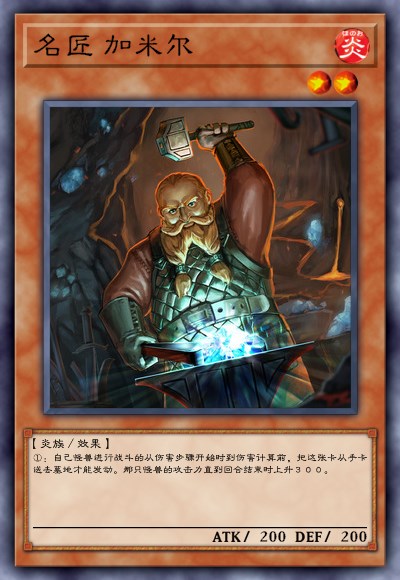 名匠 加米尔
ほのお
炎
【炎族／效果】
①：自己怪兽进行战斗的从伤害步骤开始时到伤害计算前，把这张卡从手卡
送去墓地才能发动。那只怪兽的攻击力直到回合结束时上升３００。
ATK/ 200 DEF/ 200